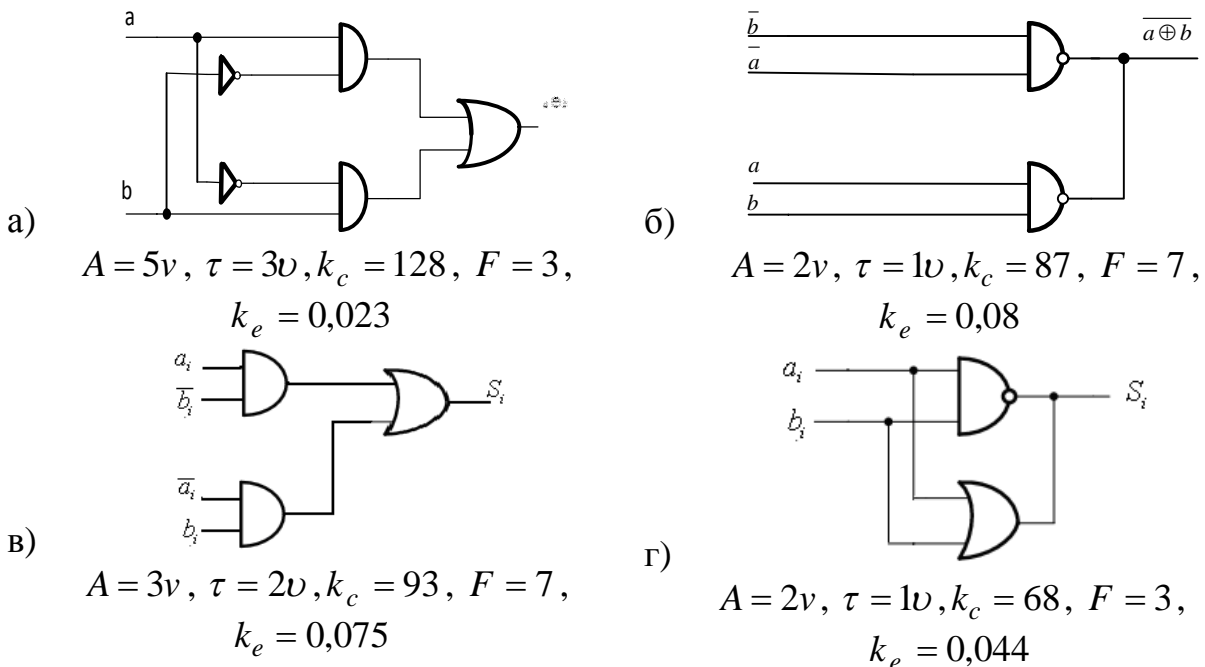 a
b
а)
A = 5v, τ = 3υ, k_c = 128, F = 3,
k_e = 0,023
b̅
a̅
a
b
\overline{a ⊕ b}
б)
A = 2v, τ = 1υ, k_c = 87, F = 7,
k_e = 0,08
a_i
b̅_i
a̅_i
b_i
S_i
в)
A = 3v, τ = 2υ, k_c = 93, F = 7,
k_e = 0,075
a_i
b_i
S_i
г)
A = 2v, τ = 1υ, k_c = 68, F = 3,
k_e = 0,044